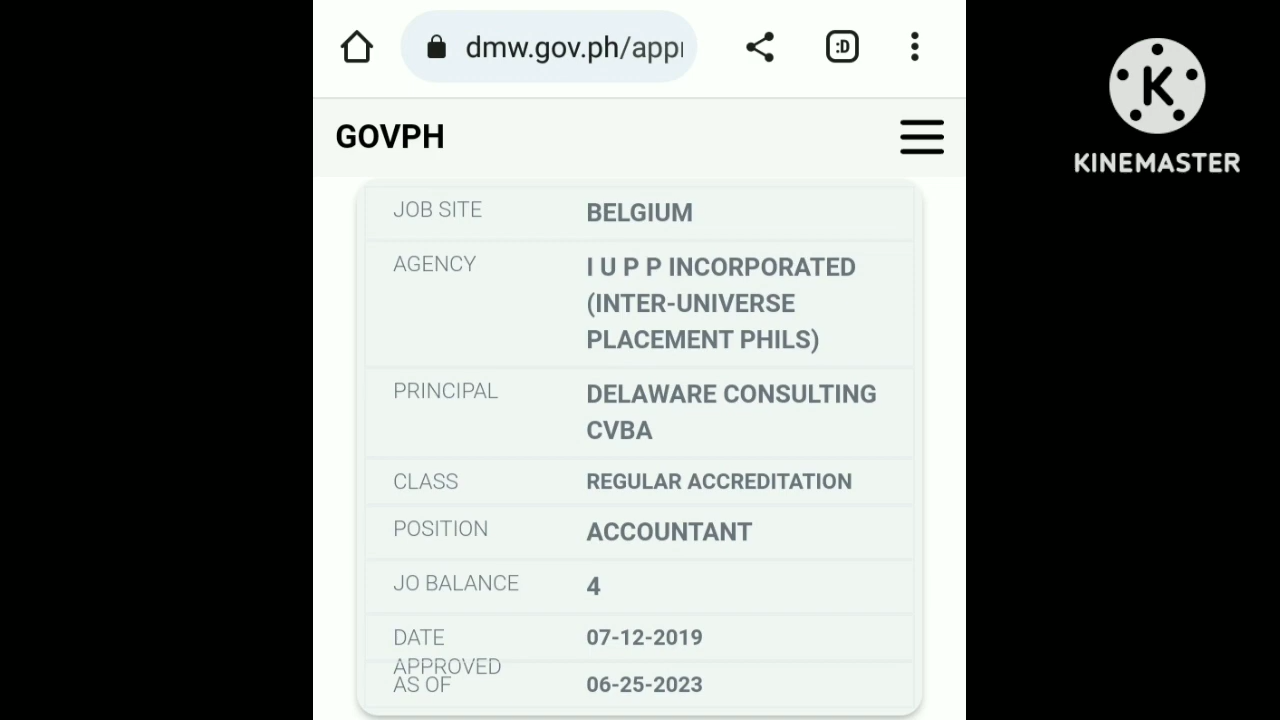 dmw.gov.ph/appr
:D
K
KINEMASTER
GOVPH
JOB SITE BELGIUM
AGENCY I U P P INCORPORATED
(INTER-UNIVERSE
PLACEMENT PHILS)
PRINCIPAL DELAWARE CONSULTING
CVBA
CLASS REGULAR ACCREDITATION
POSITION ACCOUNTANT
JO BALANCE 4
DATE 07-12-2019
APPROVED
AS OF 06-25-2023